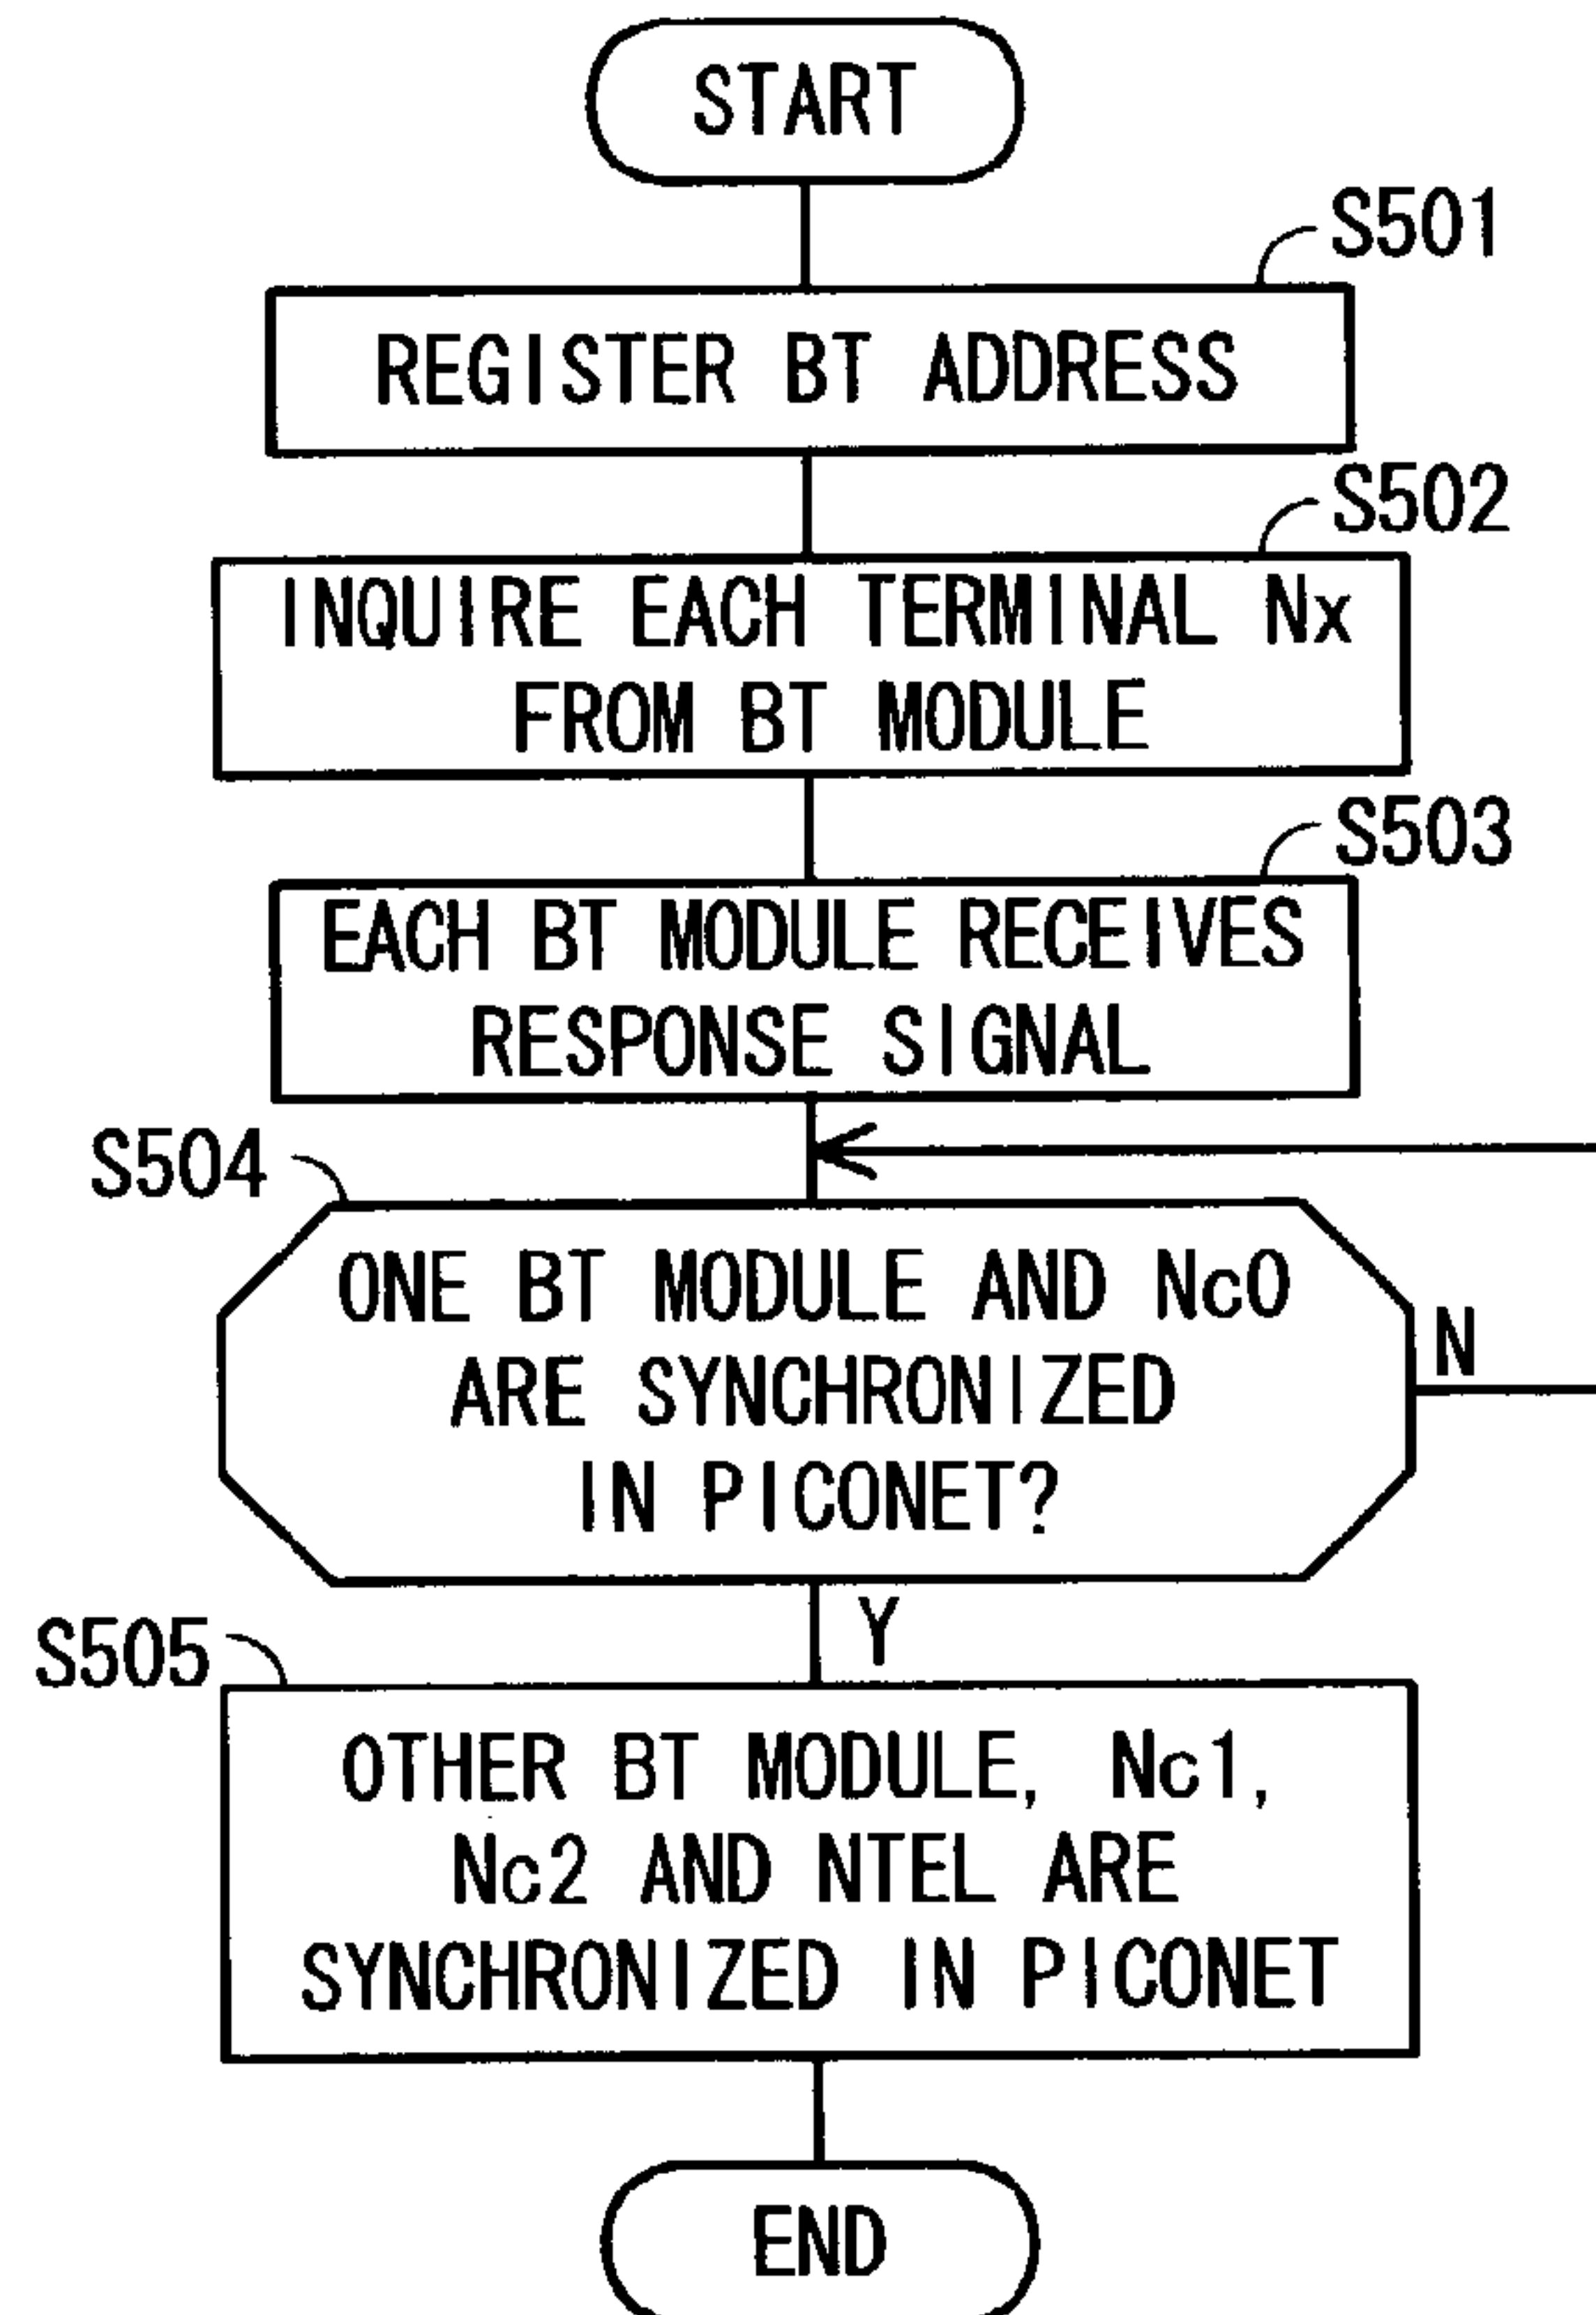 START
S501
REGISTER BT ADDRESS
S502
INQUIRE EACH TERMINAL Nx
FROM BT MODULE
S503
EACH BT MODULE RECEIVES
RESPONSE SIGNAL
S504
ONE BT MODULE AND Nc0
ARE SYNCHRONIZED
IN PICONET?
N
Y
S505
OTHER BT MODULE, Nc1,
Nc2 AND NTEL ARE
SYNCHRONIZED IN PICONET
END